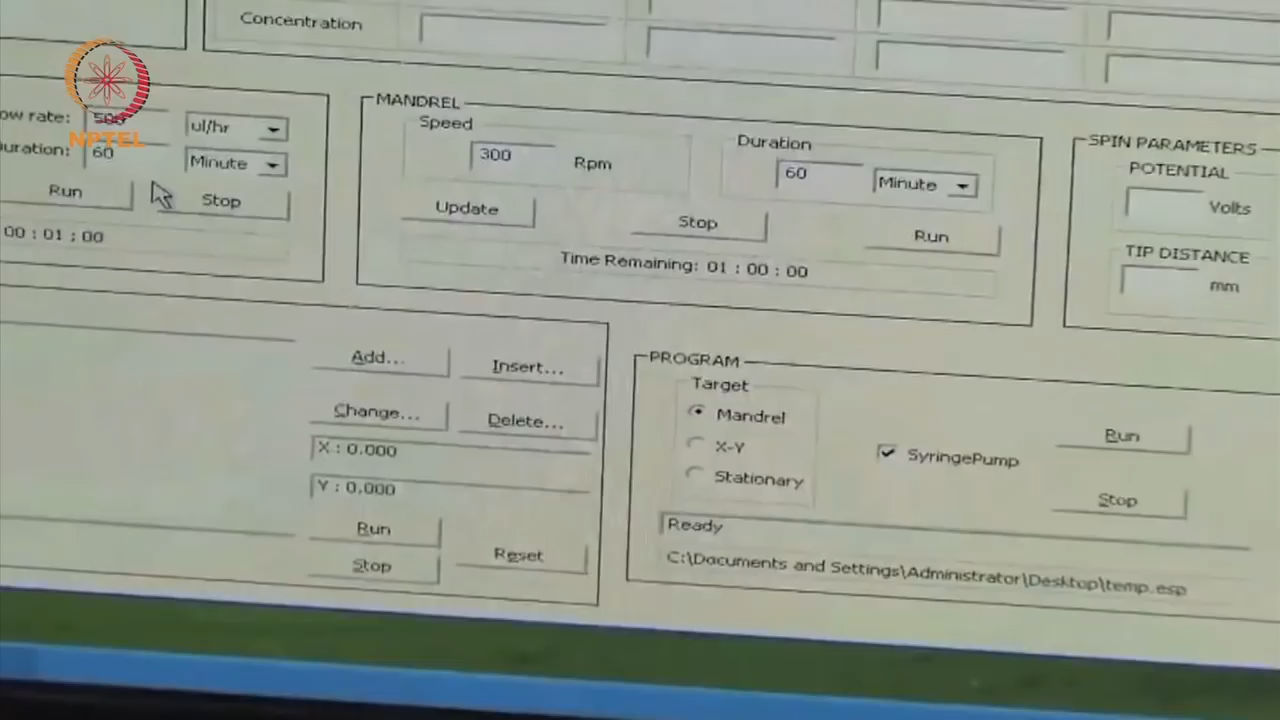 Concentration
NPTEL
ow rate: 500 ul/hr
uration: 60 Minute
Run Stop
00 : 01 : 00
MANDREL
Speed
300 Rpm
Duration
60 Minute
Update Stop Run
Time Remaining: 01 : 00 : 00
SPIN PARAMETERS
POTENTIAL
Volts
TIP DISTANCE
mm
Add... Insert...
Change... Delete...
X : 0.000
Y : 0.000
Run
Stop
Reset
PROGRAM
Target
Mandrel
X-Y
Stationary
SyringePump
Run
Stop
Ready
C:\Documents and Settings\Administrator\Desktop\temp.esp